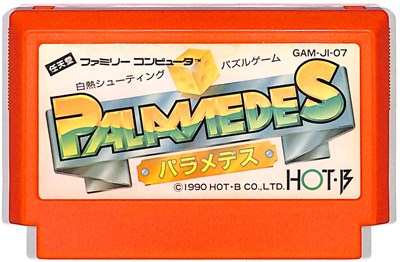 任天堂 ファミリー コンピュータ
GAM-JI-07
白熱シューティング パズルゲーム
PALAMEDES
パラメデス
©1990 HOT・B CO.,LTD. HOT・B